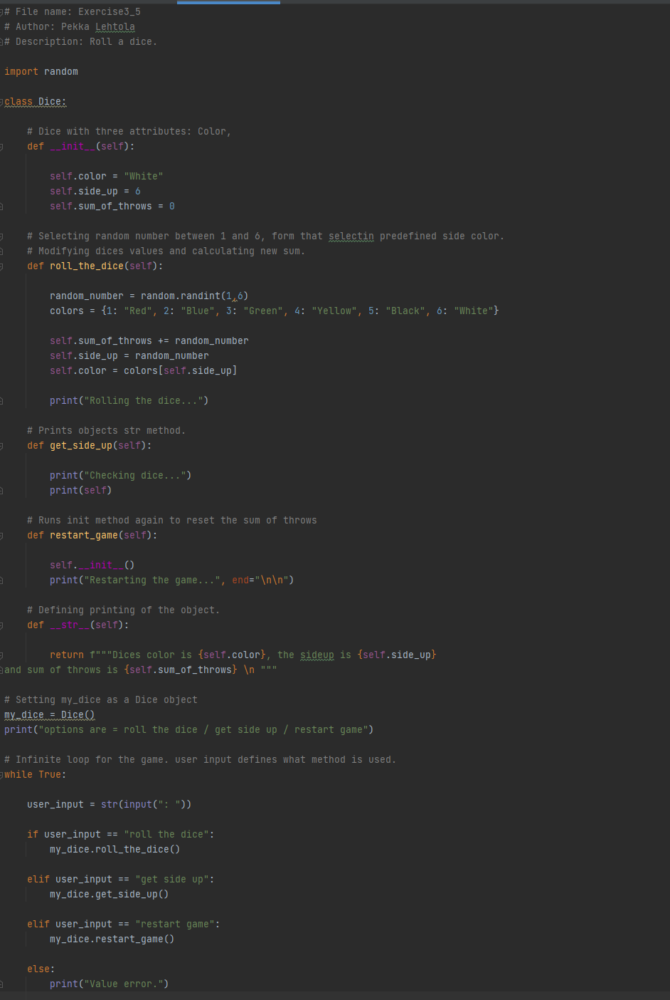 # File name: Exercise3_5
# Author: Pekka Lehtola
# Description: Roll a dice.

import random

class Dice:

    # Dice with three attributes: Color,
    def __init__(self):

        self.color = "White"
        self.side_up = 6
        self.sum_of_throws = 0

    # Selecting random number between 1 and 6, form that selectin predefined side color.
    # Modifying dices values and calculating new sum.
    def roll_the_dice(self):

        random_number = random.randint(1,6)
        colors = {1: "Red", 2: "Blue", 3: "Green", 4: "Yellow", 5: "Black", 6: "White"}

        self.sum_of_throws += random_number
        self.side_up = random_number
        self.color = colors[self.side_up]

        print("Rolling the dice...")

    # Prints objects str method.
    def get_side_up(self):

        print("Checking dice...")
        print(self)

    # Runs init method again to reset the sum of throws
    def restart_game(self):

        self.__init__()
        print("Restarting the game...", end="\n\n")

    # Defining printing of the object.
    def __str__(self):

        return f"""Dices color is {self.color}, the sideup is {self.side_up}
and sum of throws is {self.sum_of_throws} \n """

# Setting my_dice as a Dice object
my_dice = Dice()
print("options are = roll the dice / get side up / restart game")

# Infinite loop for the game. user input defines what method is used.
while True:

    user_input = str(input(": "))

    if user_input == "roll the dice":
        my_dice.roll_the_dice()

    elif user_input == "get side up":
        my_dice.get_side_up()

    elif user_input == "restart game":
        my_dice.restart_game()

    else:
        print("Value error.")